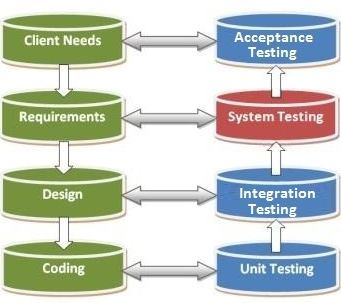 Client Needs
Acceptance
Testing
Requirements
System Testing
Design
Integration
Testing
Coding
Unit Testing